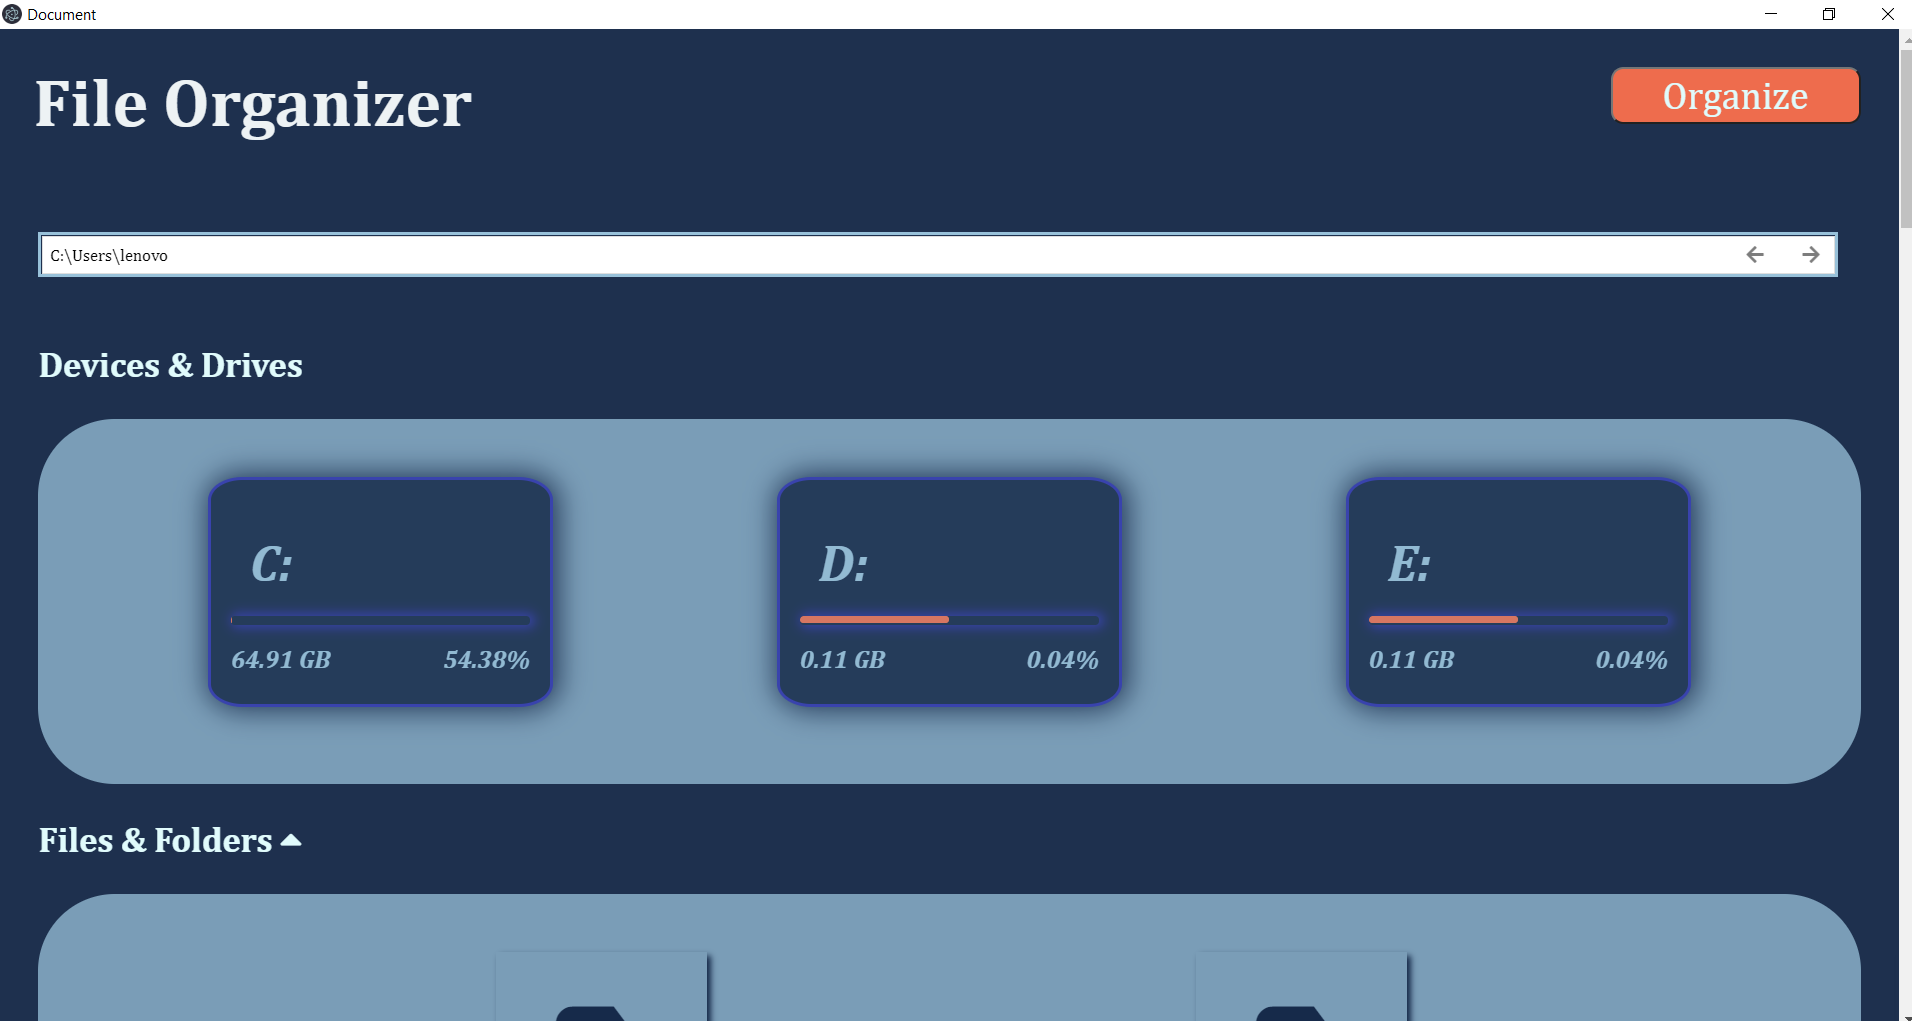 Document
File Organizer
Organize
C:\Users\lenovo
Devices & Drives
C:
64.91 GB 54.38%
D:
0.11 GB 0.04%
E:
0.11 GB 0.04%
Files & Folders